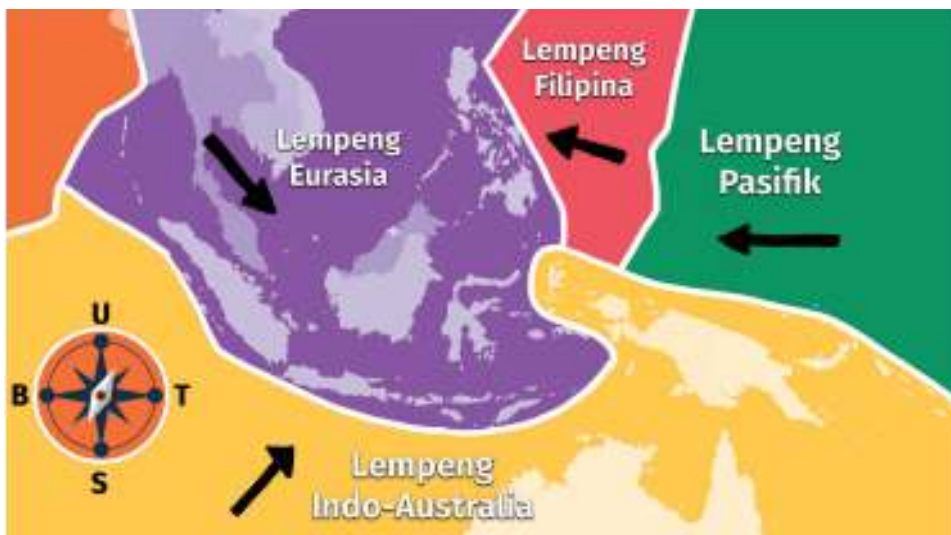 Lempeng
Filipina
Lempeng
Eurasia
Lempeng
Pasifik
U
B
T
S
Lempeng
Indo-Australia